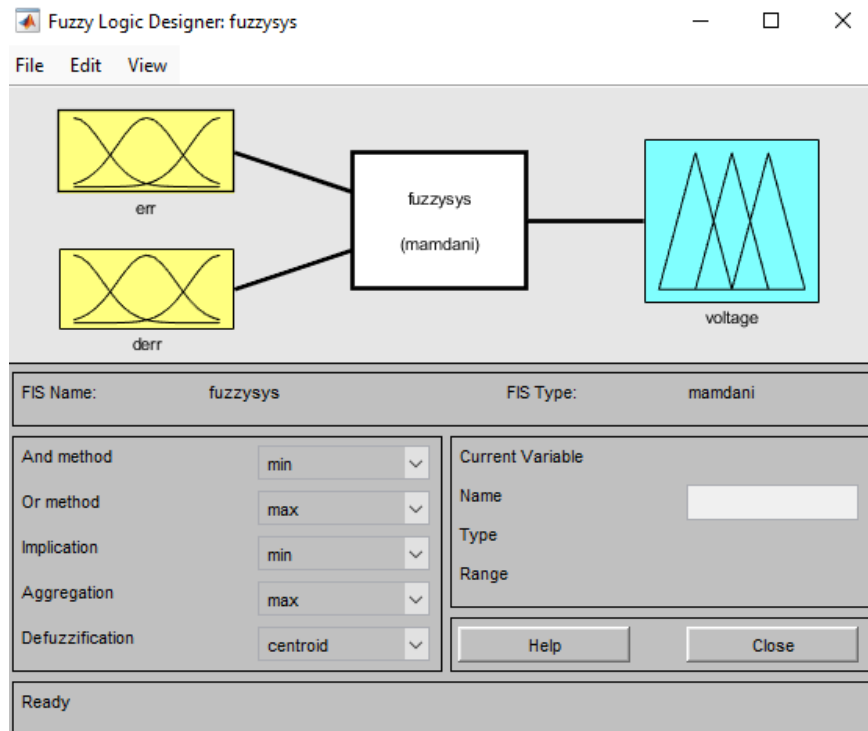 Fuzzy Logic Designer: fuzzysys
File Edit View
err
derr
fuzzysys
(mamdani)
voltage
FIS Name: fuzzysys FIS Type: mamdani
And method min
Or method max
Implication min
Aggregation max
Defuzzification centroid
Current Variable
Name
Type
Range
Help Close
Ready